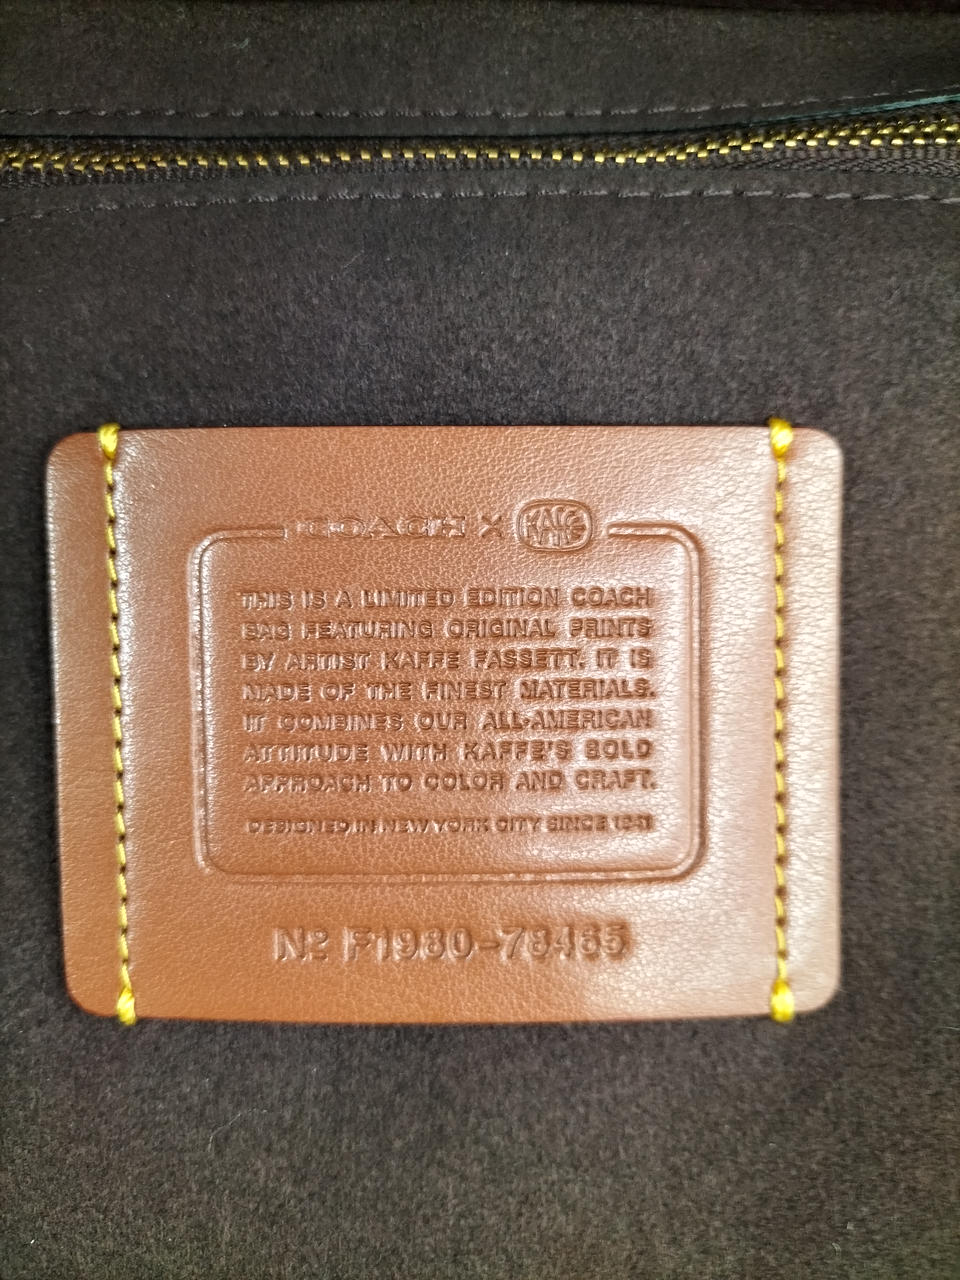 COACH × KAFFE
THIS IS A LIMITED EDITION COACH
BAG FEATURING ORIGINAL PRINTS
BY ARTIST KAFFE FASSETT. IT IS
MADE OF THE FINEST MATERIALS.
IT COMBINES OUR ALL-AMERICAN
ATTITUDE WITH KAFFE'S BOLD
APPROACH TO COLOR AND CRAFT.
DESIGNED IN NEW YORK CITY SINCE 1941
Nº F1980-78465